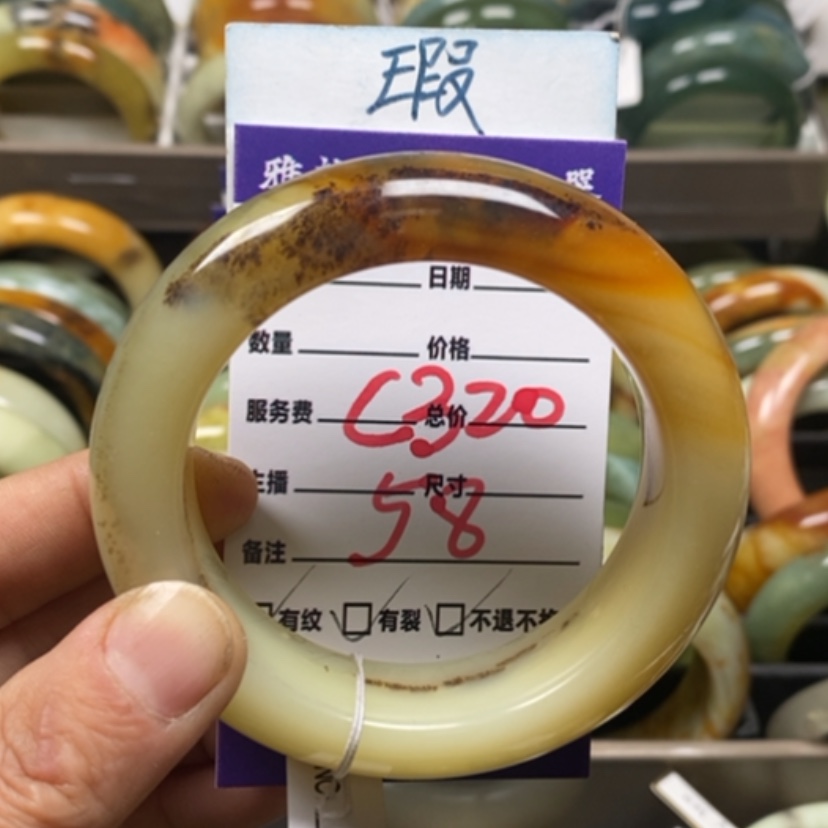 瑕
雅
日期
数量 价格
服务费 总价
C320
主播 尺寸
58
备注
有纹 有裂 不退不换